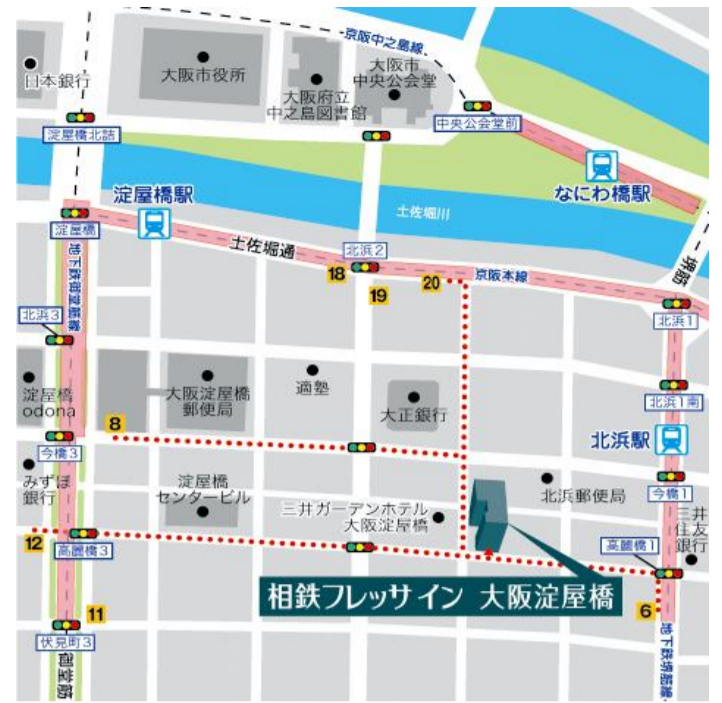 京阪中之島線
日本銀行
大阪市役所
大阪市
中央公会堂
大阪府立
中之島図書館
淀屋橋北詰
中央公会堂前
なにわ橋駅
淀屋橋駅
土佐堀川
淀屋橋
土佐堀通
北浜2
堺筋
18
19
20
京阪本線
地下鉄御堂筋線
北浜3
北浜1
淀屋橋
odona
大阪淀屋橋
郵便局
適塾
大正銀行
北浜1南
8
北浜駅
今橋3
みずほ
銀行
淀屋橋
センタービル
三井ガーデンホテル
大阪淀屋橋
北浜郵便局
今橋1
三井
住友
銀行
12
高麗橋3
高麗橋1
相鉄フレッサイン 大阪淀屋橋
11
6
伏見町3
御堂筋
地下鉄堺筋線